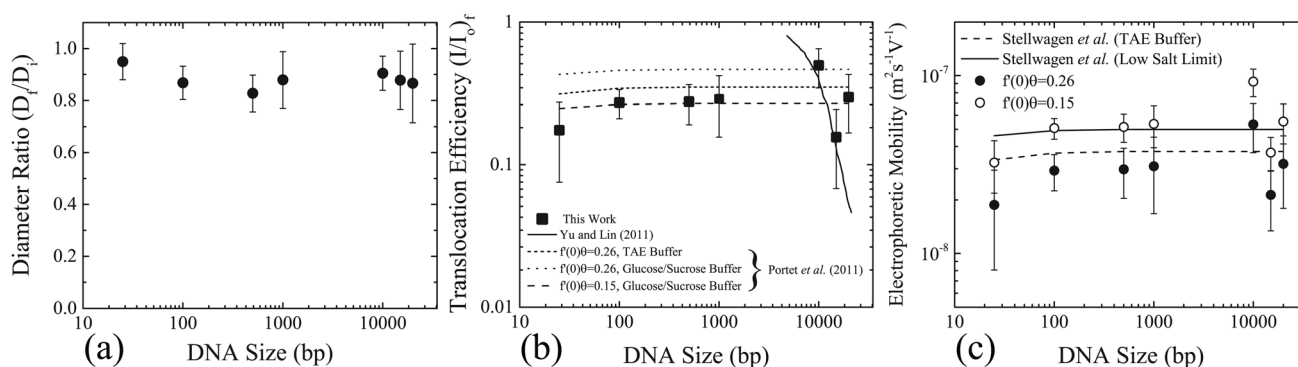 Diameter Ratio (D_f/D_i)
1.0
0.8
0.6
0.4
0.2
0.0
10 100 1000 10000
(a)
DNA Size (bp)
Translocation Efficiency (I/I_o)_f
1
0.1
0.01
This Work
Yu and Lin (2011)
f'(0)θ=0.26, TAE Buffer
f'(0)θ=0.26, Glucose/Sucrose Buffer
f'(0)θ=0.15, Glucose/Sucrose Buffer
} Portet et al. (2011)
10 100 1000 10000
(b)
DNA Size (bp)
Electrophoretic Mobility (m²s⁻¹V⁻¹)
Stellwagen et al. (TAE Buffer)
Stellwagen et al. (Low Salt Limit)
f'(0)θ=0.26
f'(0)θ=0.15
10⁻⁷
10⁻⁸
10 100 1000 10000
(c)
DNA Size (bp)